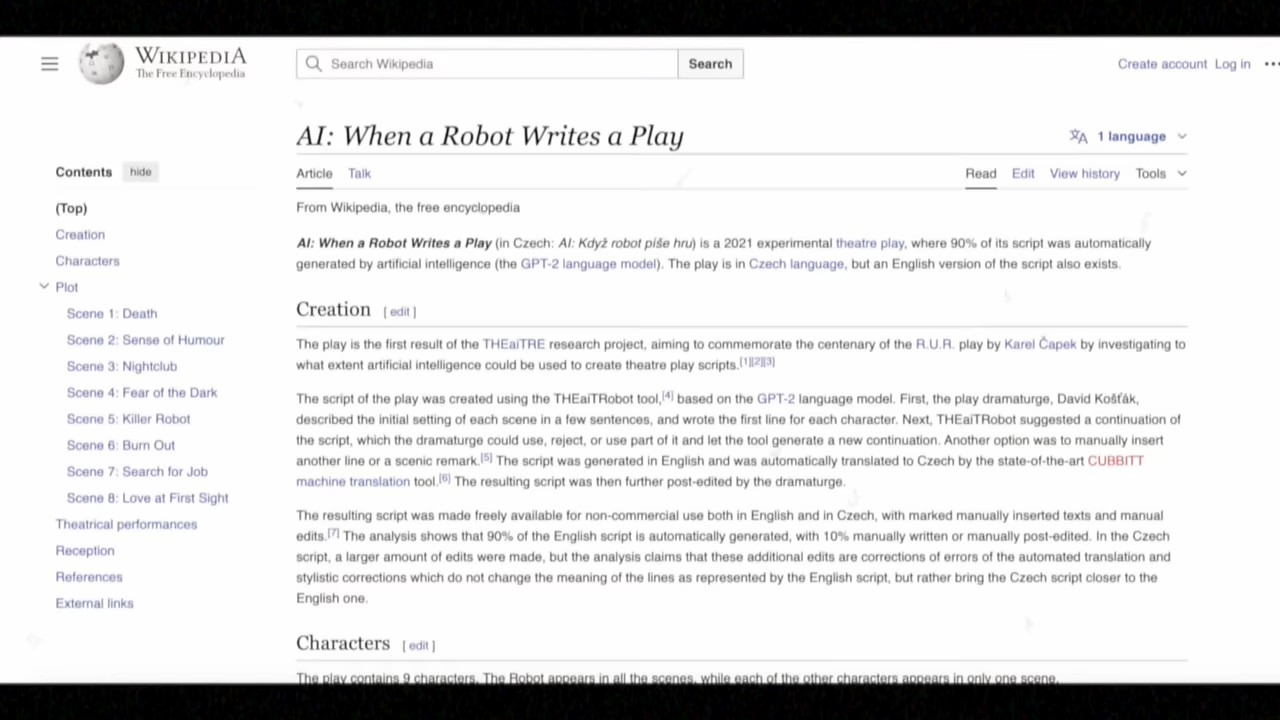 WIKIPEDIA
The Free Encyclopedia
Search Wikipedia
Search
Create account Log in
AI: When a Robot Writes a Play
1 language
Contents hide
(Top)
Creation
Characters
Plot
Scene 1: Death
Scene 2: Sense of Humour
Scene 3: Nightclub
Scene 4: Fear of the Dark
Scene 5: Killer Robot
Scene 6: Burn Out
Scene 7: Search for Job
Scene 8: Love at First Sight
Theatrical performances
Reception
References
External links
Article Talk
Read Edit View history Tools
From Wikipedia, the free encyclopedia
AI: When a Robot Writes a Play (in Czech: AI: Když robot píše hru) is a 2021 experimental theatre play, where 90% of its script was automatically
generated by artificial intelligence (the GPT-2 language model). The play is in Czech language, but an English version of the script also exists.
Creation [ edit ]
The play is the first result of the THEaiTRE research project, aiming to commemorate the centenary of the R.U.R. play by Karel Čapek by investigating to
what extent artificial intelligence could be used to create theatre play scripts.[1][2][3]
The script of the play was created using the THEaiTRobot tool,[4] based on the GPT-2 language model. First, the play dramaturge, David Košťák,
described the initial setting of each scene in a few sentences, and wrote the first line for each character. Next, THEaiTRobot suggested a continuation of
the script, which the dramaturge could use, reject, or use part of it and let the tool generate a new continuation. Another option was to manually insert
another line or a scenic remark.[5] The script was generated in English and was automatically translated to Czech by the state-of-the-art CUBBITT
machine translation tool.[6] The resulting script was then further post-edited by the dramaturge.
The resulting script was made freely available for non-commercial use both in English and in Czech, with marked manually inserted texts and manual
edits.[7] The analysis shows that 90% of the English script is automatically generated, with 10% manually written or manually post-edited. In the Czech
script, a larger amount of edits were made, but the analysis claims that these additional edits are corrections of errors of the automated translation and
stylistic corrections which do not change the meaning of the lines as represented by the English script, but rather bring the Czech script closer to the
English one.
Characters [ edit ]
The play contains 9 characters. The Robot appears in all the scenes, while each of the other characters appears in only one scene.